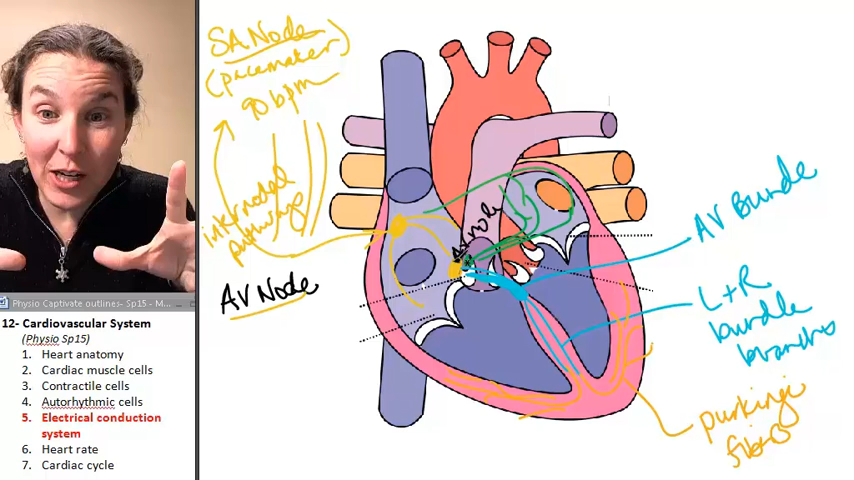 SA Node
(pacemaker)
90 bpm
internodal
pathways
AV Node
AV Node
AV Bundle
L+R
bundle
branches
purkinje
fibers
Physio Captivate outlines- Sp15 - M...
12- Cardiovascular System
(Physio Sp15)
1. Heart anatomy
2. Cardiac muscle cells
3. Contractile cells
4. Autorhythmic cells
5. Electrical conduction
system
6. Heart rate
7. Cardiac cycle